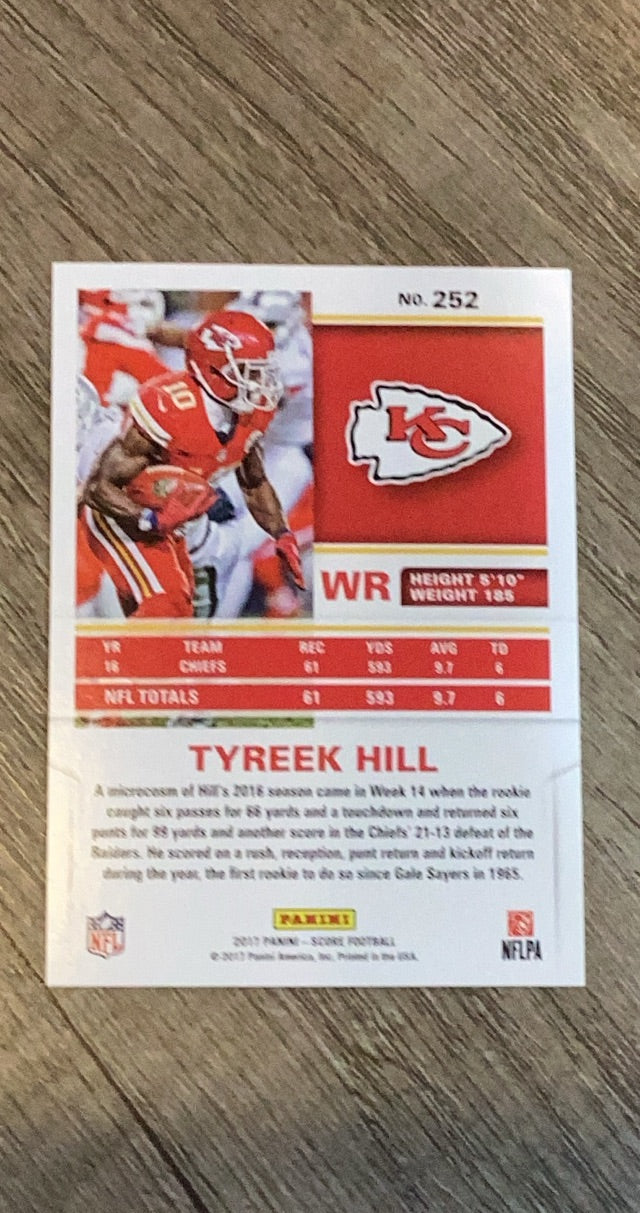 NO. 252
10
KC
WR
HEIGHT 5'10"
WEIGHT 185
YR TEAM REC YDS AVG TD
16 CHIEFS 61 593 9.7 6
NFL TOTALS 61 593 9.7 6
TYREEK HILL
A microcosm of Hill's 2016 season came in Week 14 when the rookie
caught six passes for 66 yards and a touchdown and returned six
punts for 99 yards and another score in the Chiefs' 21-13 defeat of the
Raiders. He scored on a rush, reception, punt return and kickoff return
during the year, the first rookie to do so since Gale Sayers in 1965.
NFL
PANINI
2017 PANINI – SCORE FOOTBALL
© 2017 Panini America, Inc. Printed in the USA.
NFLPA